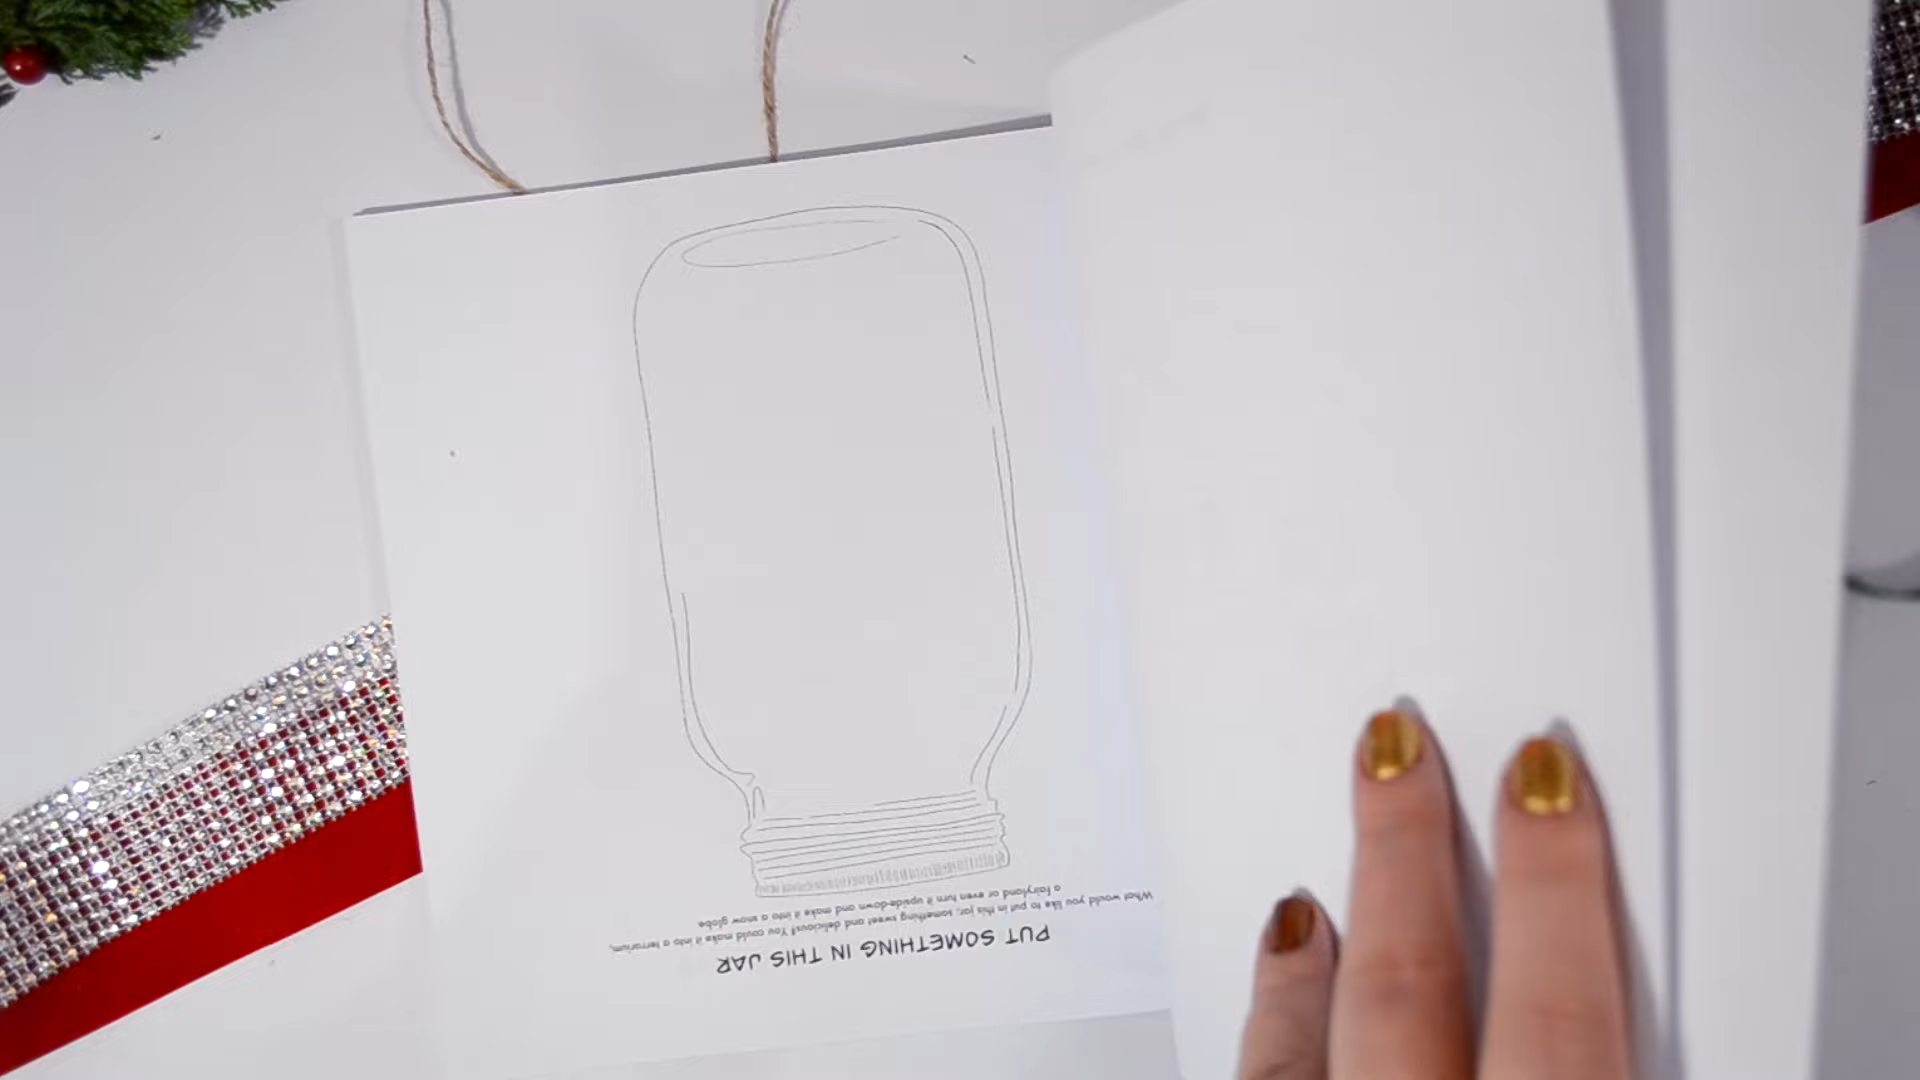 PUT SOMETHING IN THIS JAR
What would you like to put in this jar, something sweet and delicious? You could make it into a terrarium,
a fairyland or even turn it upside-down and make it into a snow globe.